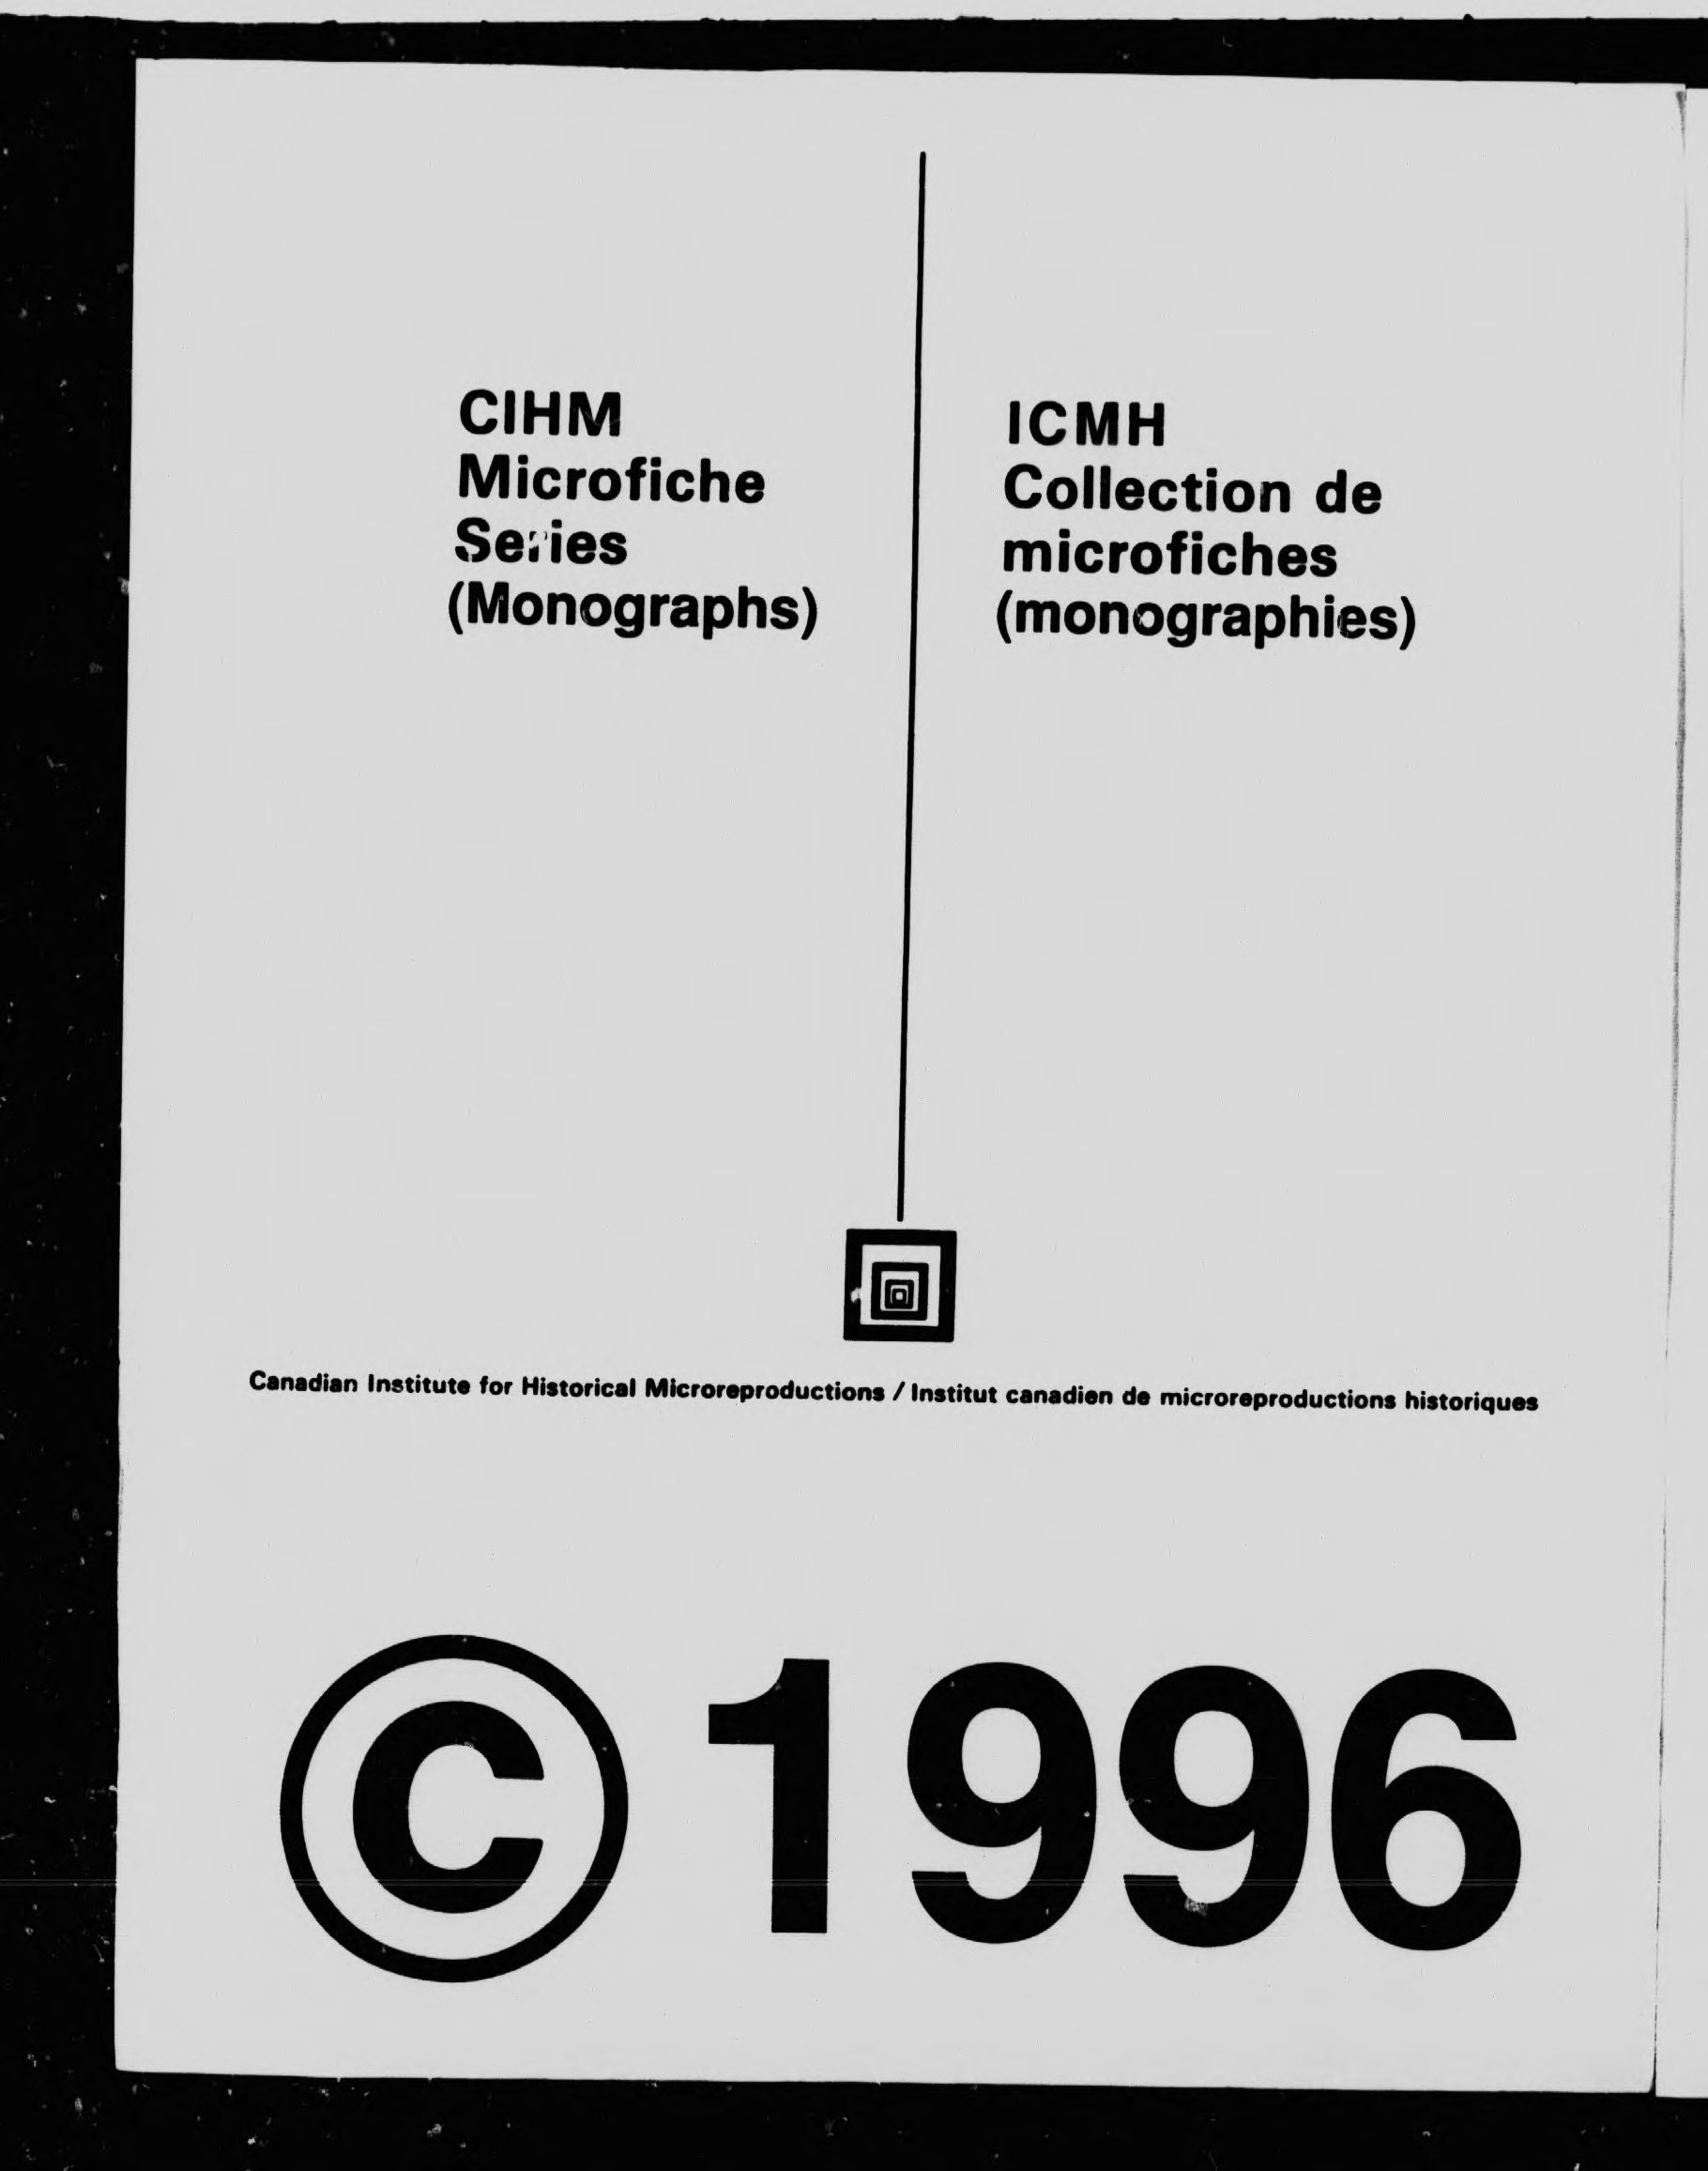 CIHM
Microfiche
Series
(Monographs)
ICMH
Collection de
microfiches
(monographies)
Canadian Institute for Historical Microreproductions / Institut canadien de microreproductions historiques
© 1996